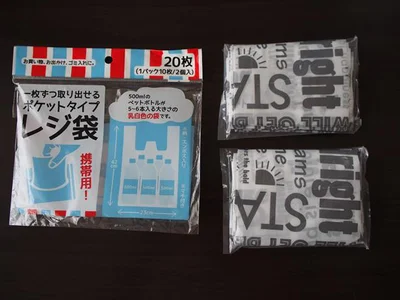 お買い物、お出かけ、ゴミ入れに。
20枚
(1パック10枚/2個入)
一枚ずつ取り出せる
ポケットタイプ
レジ袋
携帯用!
500mlの
ペットボトルが
5~6本入る大きさの
乳白色の袋です。
right
STA
WILL GET
right
ams
STA